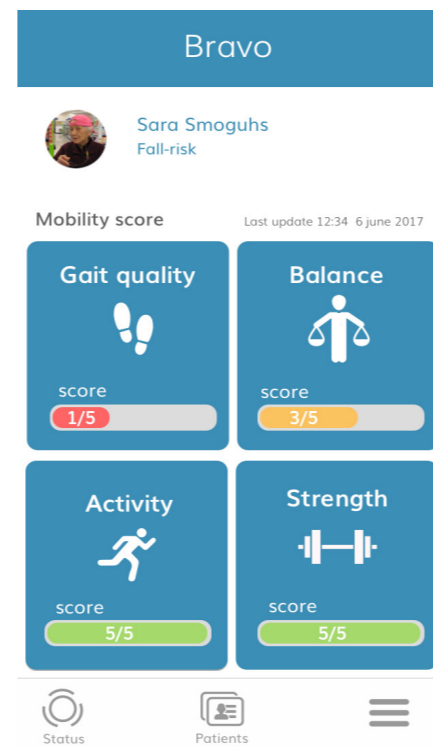 Bravo
Sara Smoguhs
Fall-risk
Mobility score
Last update 12:34 6 june 2017
Gait quality
score
1/5
Balance
score
3/5
Activity
score
5/5
Strength
score
5/5
Status
Patients